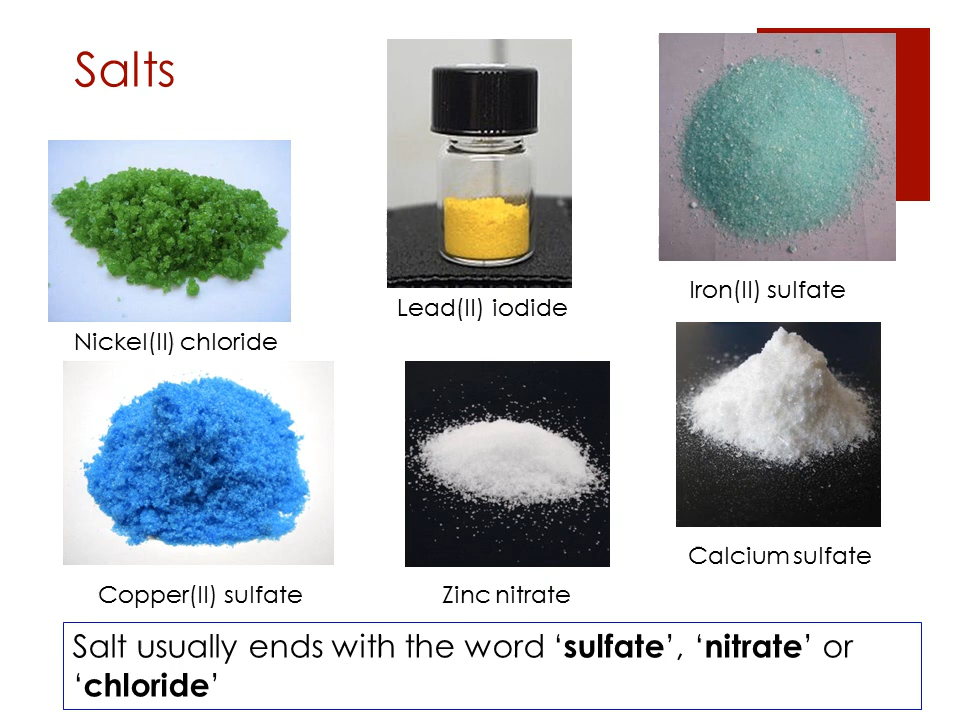 Salts
Lead(II) iodide
Iron(II) sulfate
Nickel(II) chloride
Copper(II) sulfate
Zinc nitrate
Calcium sulfate
Salt usually ends with the word ‘sulfate’, ‘nitrate’ or
‘chloride’